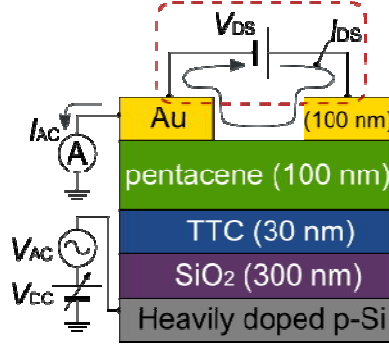 VDS
IDS
IAC
A
Au
(100 nm)
pentacene (100 nm)
VAC
TTC (30 nm)
VDC
SiO2 (300 nm)
Heavily doped p-Si